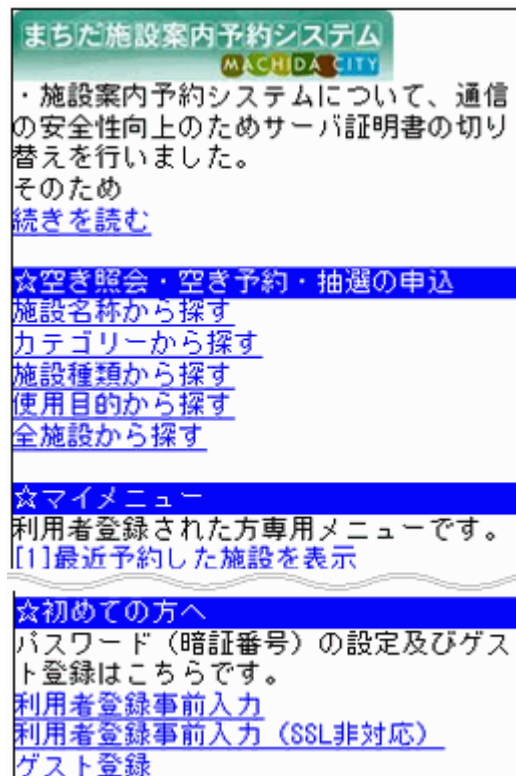 まちだ施設案内予約システム
MACHIDA CITY
・施設案内予約システムについて、通信
の安全性向上のためサーバ証明書の切り
替えを行いました。
そのため
続きを読む
☆空き照会・空き予約・抽選の申込
施設名称から探す
カテゴリーから探す
施設種類から探す
使用目的から探す
全施設から探す
☆マイメニュー
利用者登録された方専用メニューです。
[1]最近予約した施設を表示
☆初めての方へ
パスワード（暗証番号）の設定及びゲス
ト登録はこちらです。
利用者登録事前入力
利用者登録事前入力（SSL非対応）
ゲスト登録